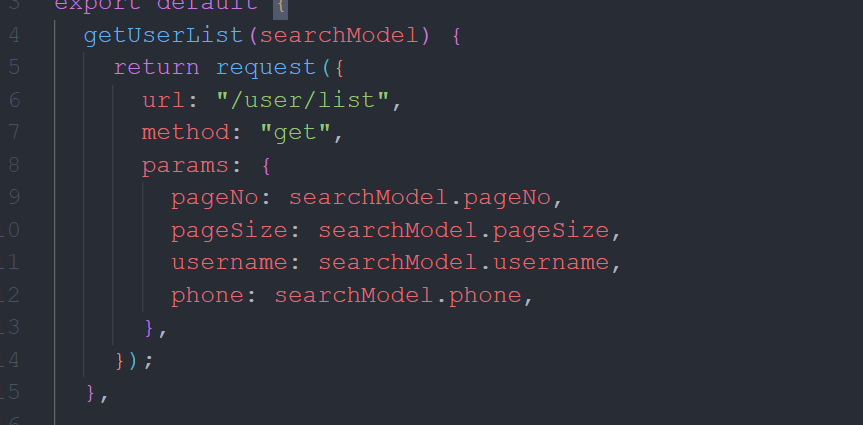 3 export default {
4 getUserList(searchModel) {
5 return request({
6 url: "/user/list",
7 method: "get",
8 params: {
9 pageNo: searchModel.pageNo,
10 pageSize: searchModel.pageSize,
11 username: searchModel.username,
12 phone: searchModel.phone,
13 },
14 });
15 },